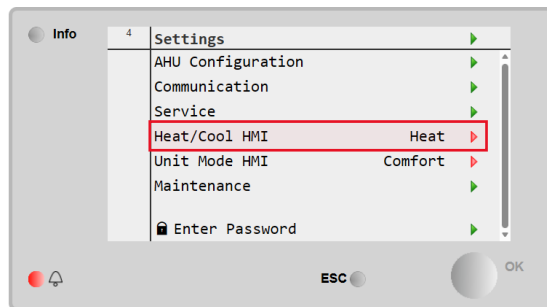 Info
4 Settings
AHU Configuration
Communication
Service
Heat/Cool HMI Heat
Unit Mode HMI Comfort
Maintenance
Enter Password
ESC
OK